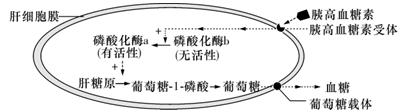 肝细胞膜
胰高血糖素
胰高血糖素受体
+
磷酸化酶a
(有活性)
磷酸化酶b
(无活性)
+
肝糖原
葡萄糖-1-磷酸
葡萄糖
血糖
葡萄糖载体